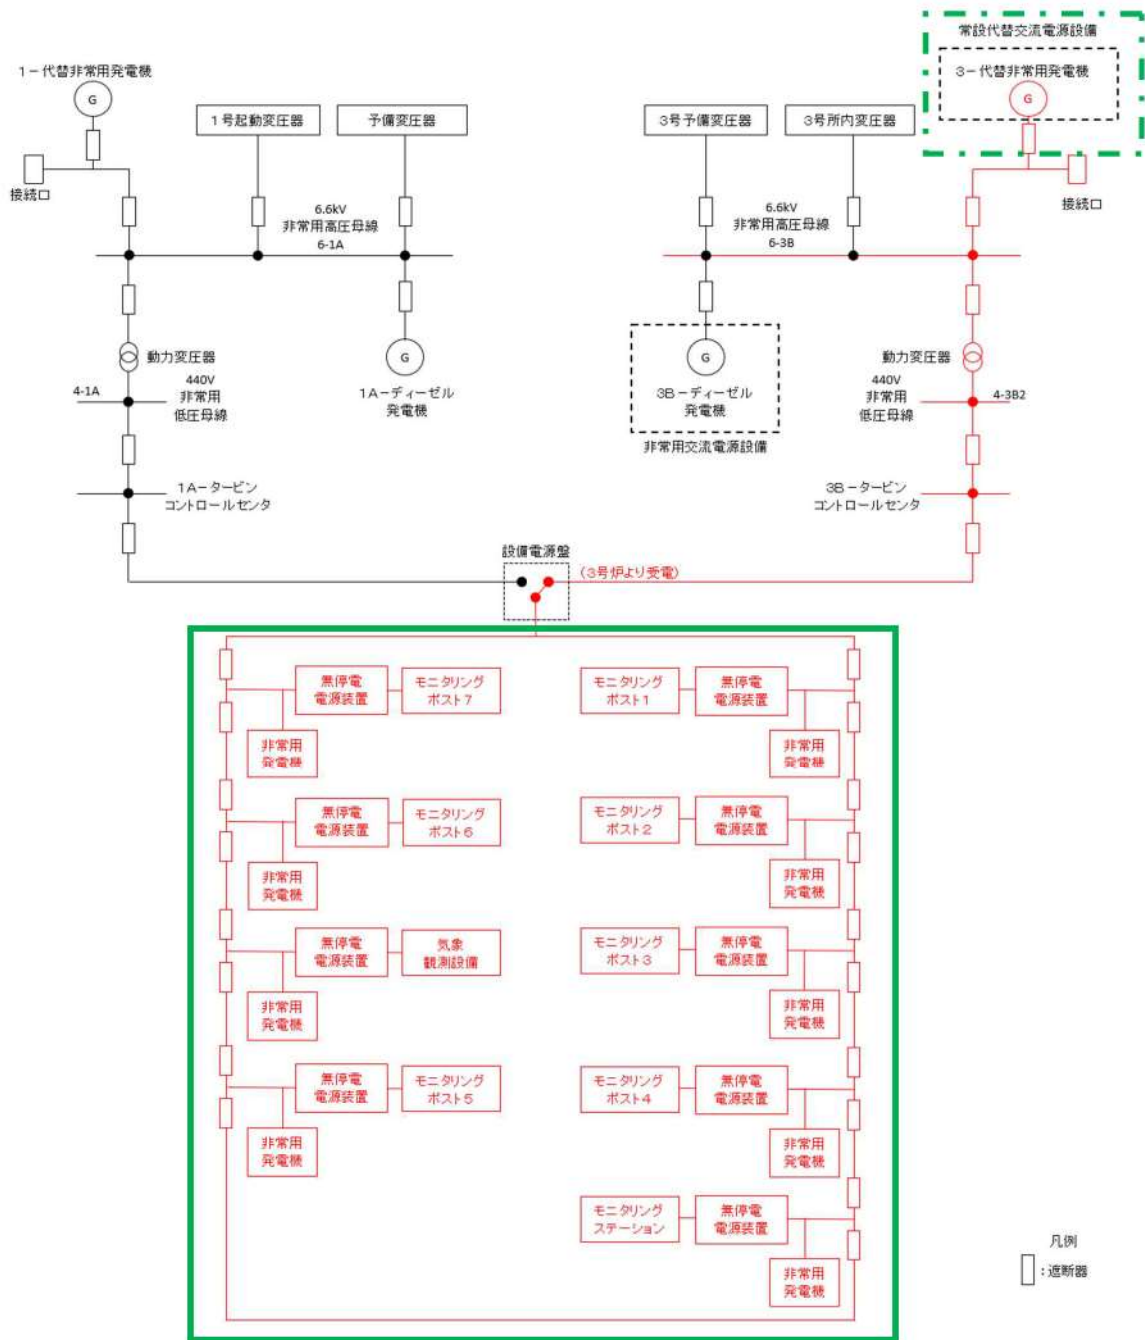 常設代替交流電源設備
1－代替非常用発電機
3－代替非常用発電機
G
G
1号起動変圧器
予備変圧器
3号予備変圧器
3号所内変圧器
接続口
接続口
6.6kV
非常用高圧母線
6-1A
6.6kV
非常用高圧母線
6-3B
動力変圧器
G
G
動力変圧器
4-1A
440V
非常用
低圧母線
1A－ディーゼル
発電機
3B－ディーゼル
発電機
440V
非常用
低圧母線
4-3B2
非常用交流電源設備
1A－タービン
コントロールセンタ
3B－タービン
コントロールセンタ
設備電源盤
(3号炉より受電)
無停電
電源装置
モニタリング
ポスト7
モニタリング
ポスト1
無停電
電源装置
非常用
発電機
非常用
発電機
無停電
電源装置
モニタリング
ポスト6
モニタリング
ポスト2
無停電
電源装置
非常用
発電機
非常用
発電機
無停電
電源装置
気象
観測設備
モニタリング
ポスト3
無停電
電源装置
非常用
発電機
非常用
発電機
無停電
電源装置
モニタリング
ポスト5
モニタリング
ポスト4
無停電
電源装置
非常用
発電機
非常用
発電機
モニタリング
ステーション
無停電
電源装置
非常用
発電機
凡例
：遮断器